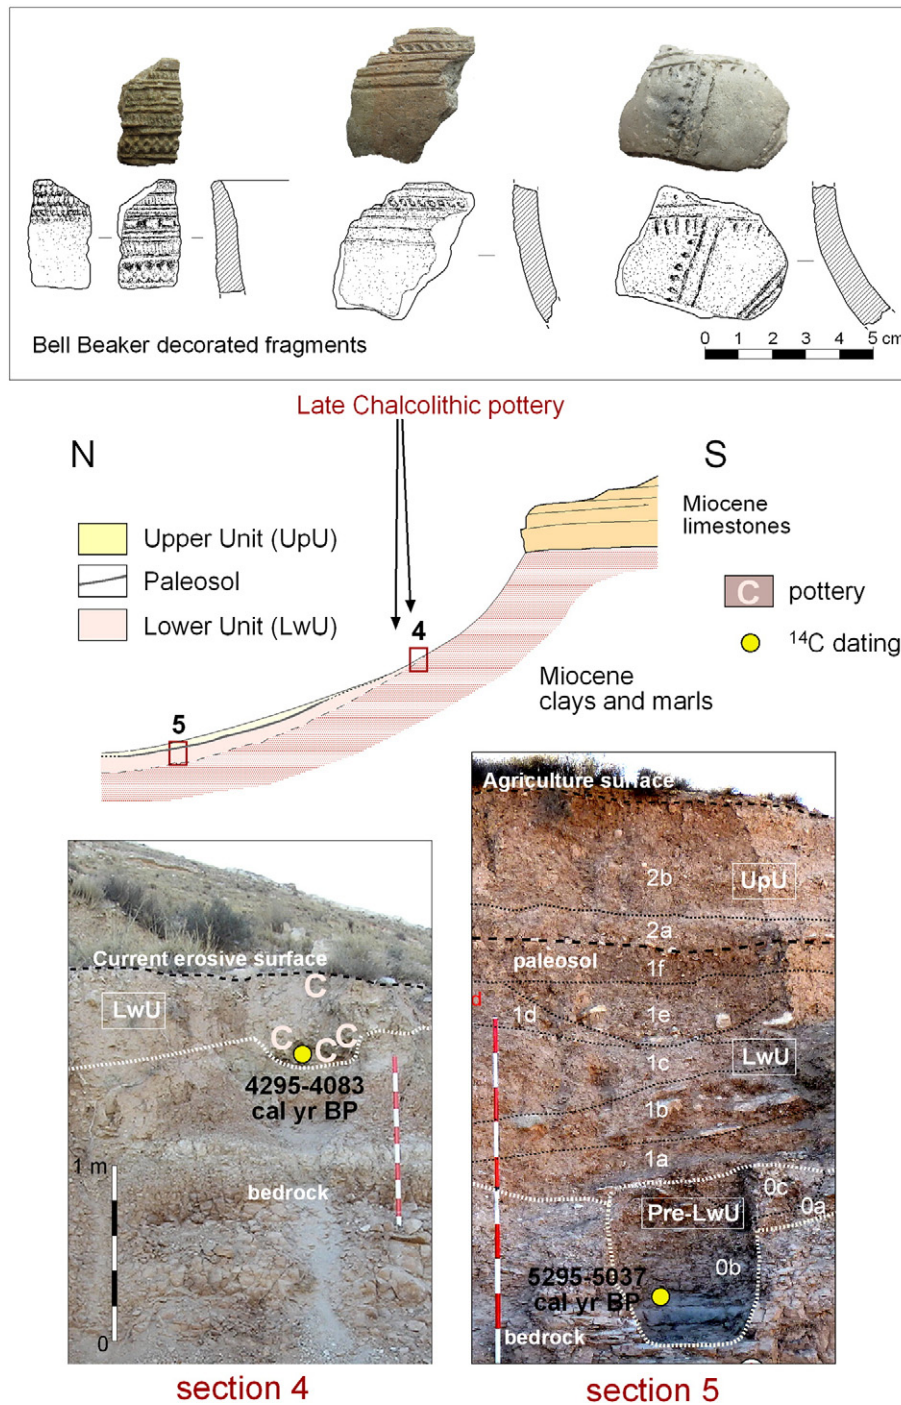 Bell Beaker decorated fragments
0 1 2 3 4 5 cm
Late Chalcolithic pottery
N
S
Upper Unit (UpU)
Paleosol
Lower Unit (LwU)
Miocene
limestones
C pottery
14C dating
4
5
Miocene
clays and marls
Current erosive surface
LwU
C
C
C
C
C
4295-4083
cal yr BP
1 m
0
bedrock
section 4
Agriculture surface
2b
UpU
2a
paleosol
1f
d
1d
1e
1c
LwU
1b
1a
0c
0a
Pre-LwU
0b
5295-5037
cal yr BP
bedrock
section 5